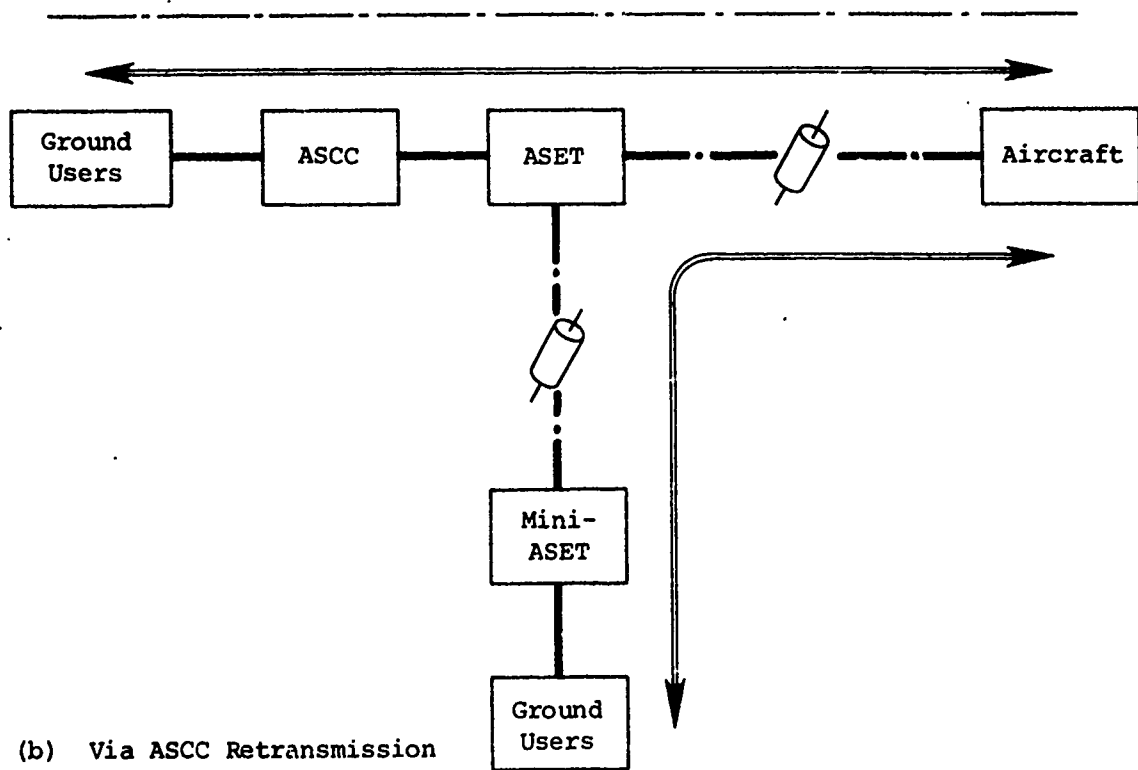 Ground
Users
ASCC
ASET
Aircraft
Mini-
ASET
Ground
Users
(b) Via ASCC Retransmission